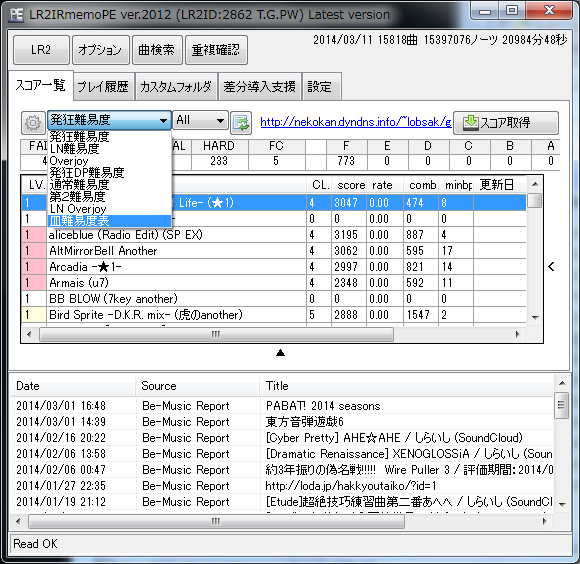 LR2IRmemoPE ver.2012 (LR2ID:2862 T.G.PW) Latest version
LR2 オプション 曲検索 重複確認 2014/03/11 15818曲 15397076ノーツ 20984分48秒
スコア一覧 プレイ履歴 カスタムフォルダ 差分導入支援 設定
発狂難易度 All http://nekokan.dyndns.info/~lobsak/g スコア取得
発狂難易度
LN難易度
Overjoy
発狂DP難易度
通常難易度
第2難易度
LN Overjoy
皿難易度表
FAI AL HARD FC F E D C B A
4 233 5 773 0 0 0 0 0
LV. CL. score rate comb minbp 更新日
1 Life- (★1) 4 3047 0.00 474 8
1 0 0 0.00 0 0
1 aliceblue (Radio Edit) (SP EX) 4 3195 0.00 887 4
1 AltMirrorBell Another 4 3062 0.00 595 17
1 Arcadia -★1- 4 2997 0.00 821 14
1 Armais (u7) 4 2348 0.00 592 11
1 BB BLOW (7key another) 0 0 0.00 0 0
1 Bird Sprite -D.K.R. mix- (虎のanother) 5 2888 0.00 1547 2
Date Source Title
2014/03/01 16:48 Be-Music Report PABAT! 2014 seasons
2014/03/01 14:39 Be-Music Report 東方音弾遊戯6
2014/02/16 20:22 Be-Music Report [Cyber Pretty] AHE☆AHE / しらいし (SoundCloud)
2014/02/06 13:58 Be-Music Report [Dramatic Renaissance] XENOGLOSSiA / しらいし (SoundCloud)
2014/02/06 00:47 Be-Music Report 約3年振りの偽名戦!!!!! Wire Puller 3 / 評価期間: 2014/0
2014/01/27 22:35 Be-Music Report http://loda.jp/hakkyoutaiko/?id=1
2014/01/19 21:12 Be-Music Report [Etude]超絶技巧練習曲第二番あへへ / しらいし (SoundCloud)
Read OK